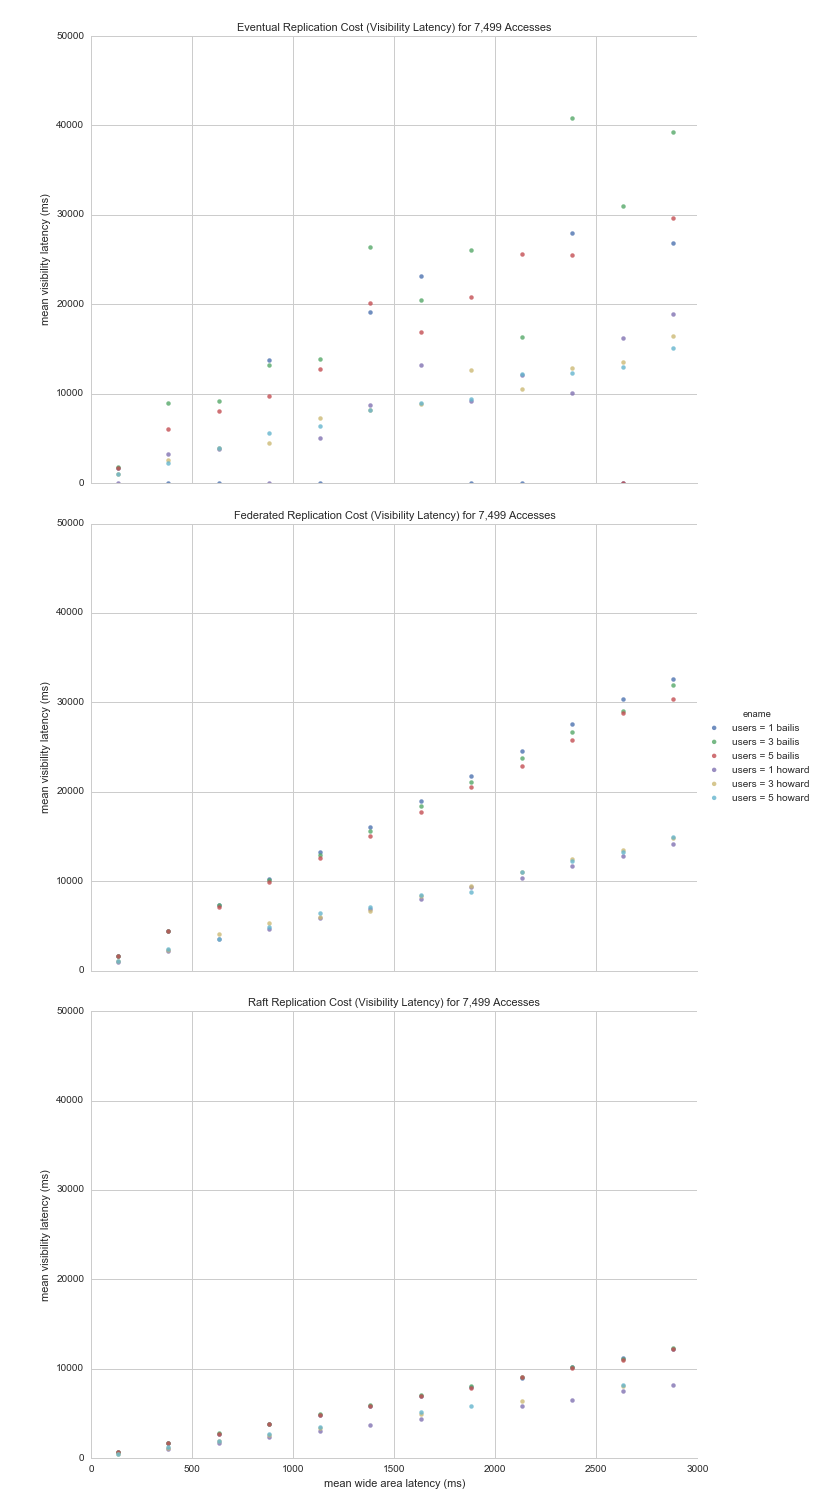 Eventual Replication Cost (Visibility Latency) for 7,499 Accesses
50000
40000
30000
20000
10000
0
mean visibility latency (ms)
Federated Replication Cost (Visibility Latency) for 7,499 Accesses
50000
40000
30000
20000
10000
0
mean visibility latency (ms)
ename
users = 1 bailis
users = 3 bailis
users = 5 bailis
users = 1 howard
users = 3 howard
users = 5 howard
Raft Replication Cost (Visibility Latency) for 7,499 Accesses
50000
40000
30000
20000
10000
0
mean visibility latency (ms)
0 500 1000 1500 2000 2500 3000
mean wide area latency (ms)